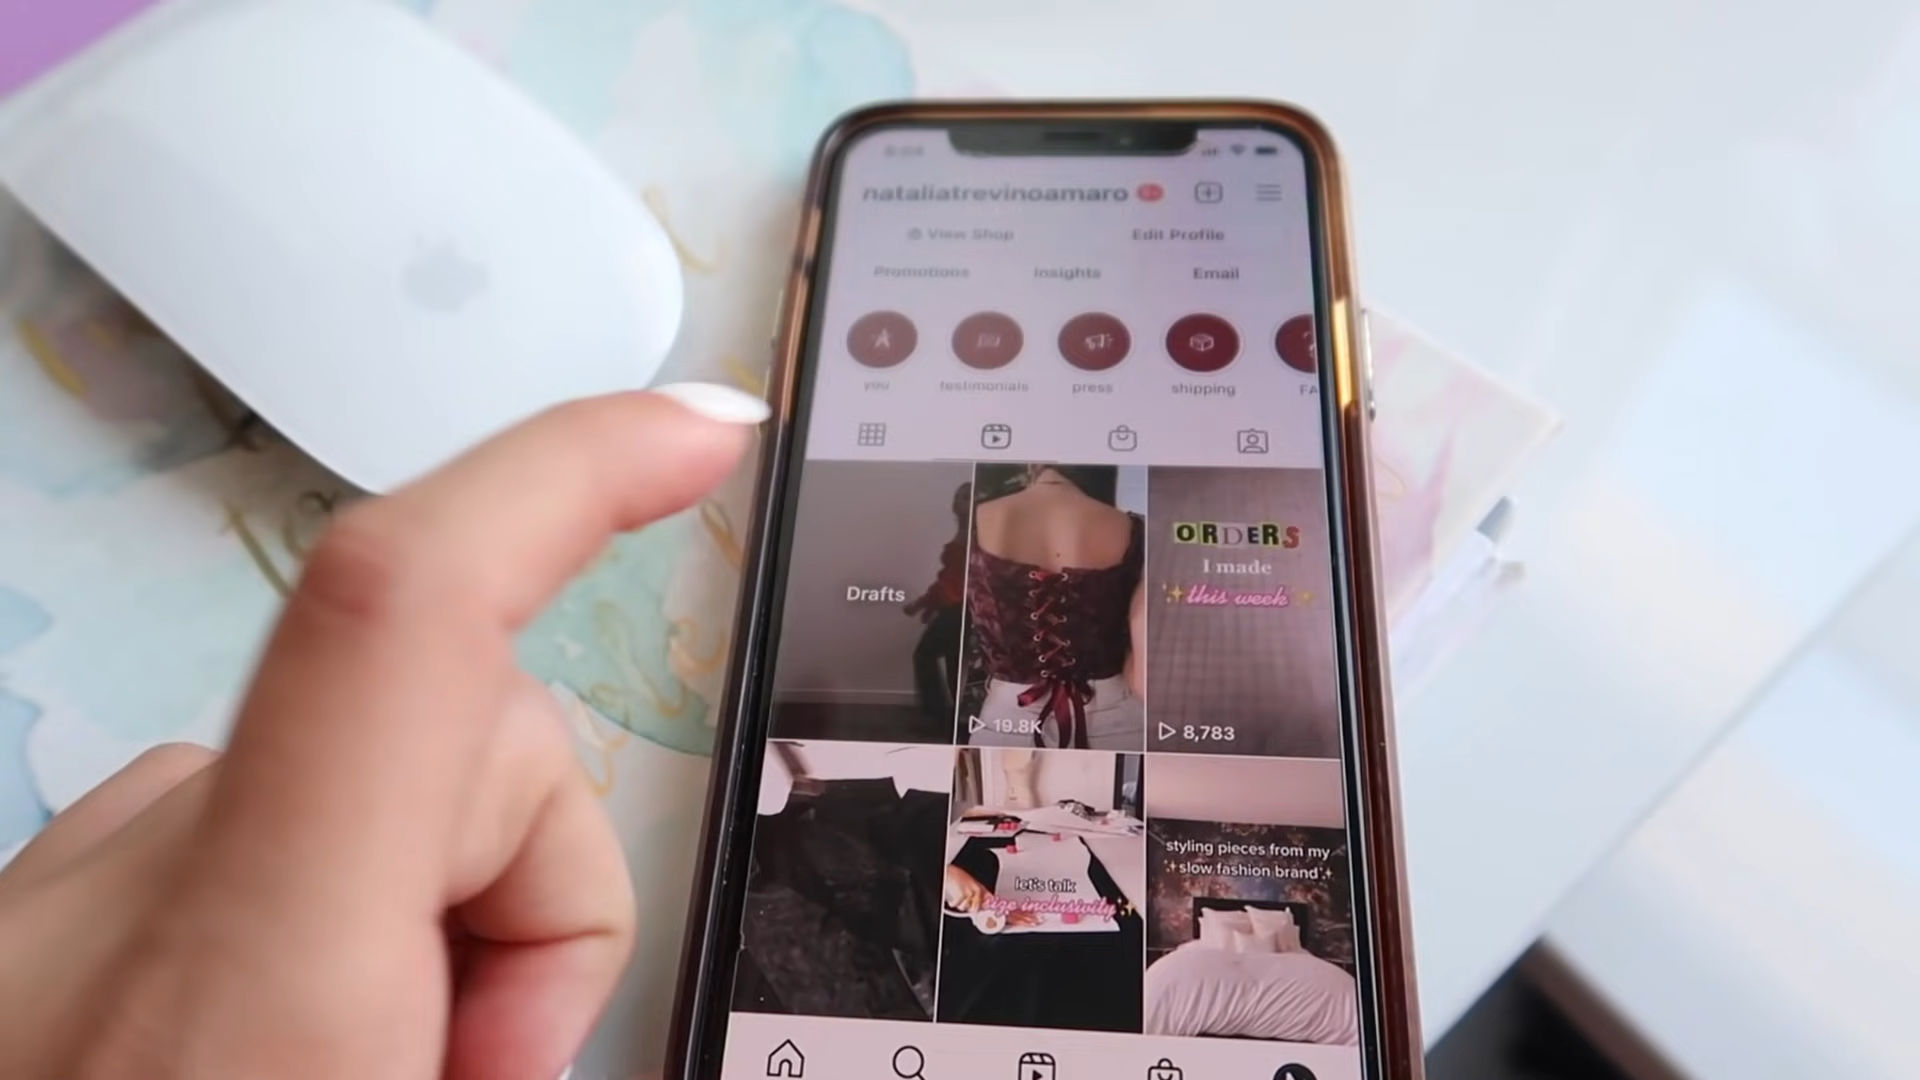 nataliatrevinoamaro
View Shop
Edit Profile
Promotions
Insights
Email
you
testimonials
press
shipping
FA
Drafts
19.8K
ORDERS
I made
this week
8,783
let's talk
size inclusivity
styling pieces from my
slow fashion brand